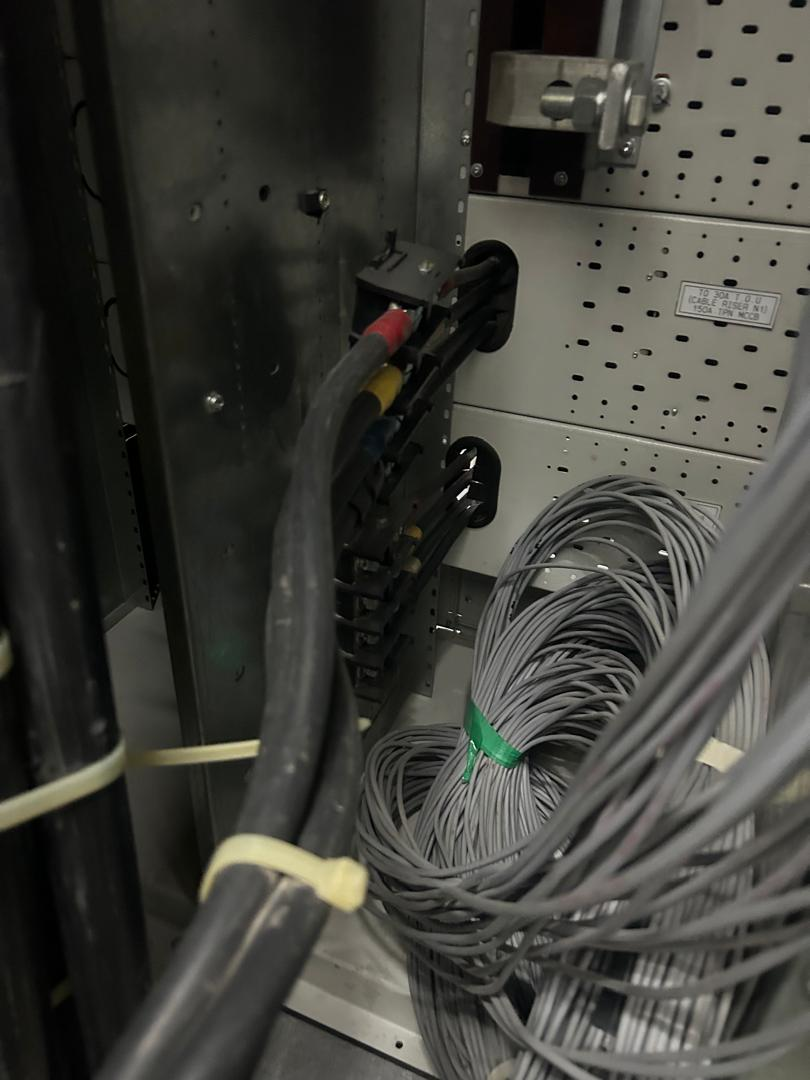 TO 30A T.O.U
(CABLE RISER N1)
150A TPN MCCB